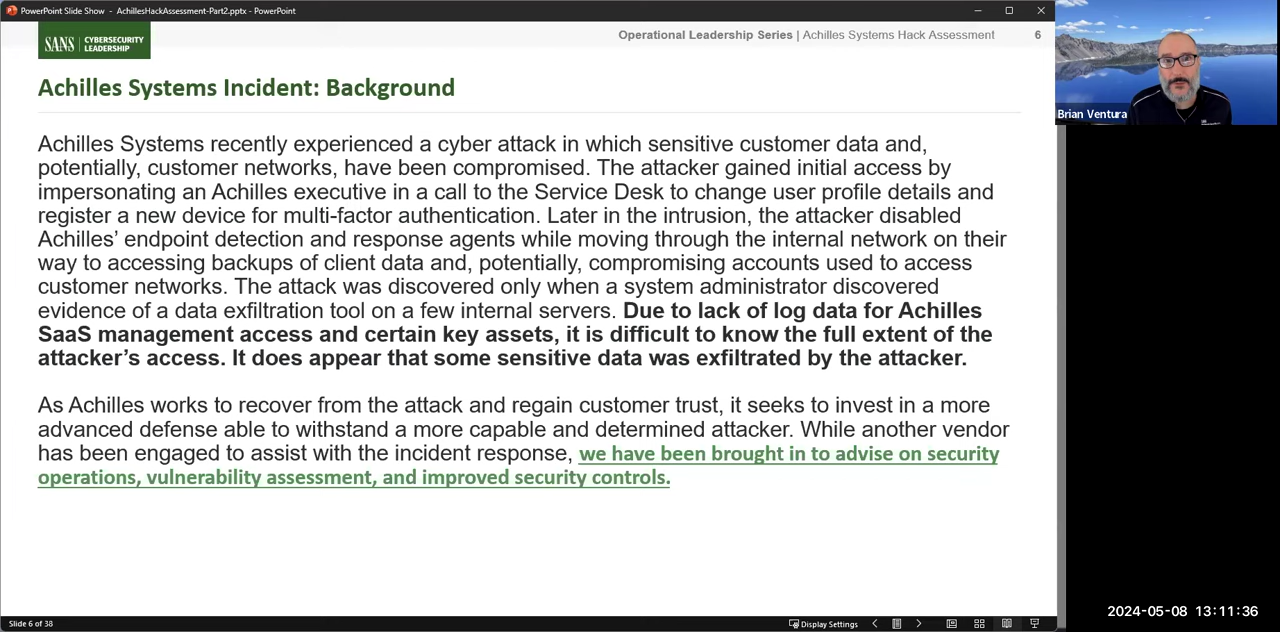 PowerPoint Slide Show - AchillesHackAssessment-Part2.pptx - PowerPoint
SANS | CYBERSECURITY
LEADERSHIP
Operational Leadership Series | Achilles Systems Hack Assessment 6
Achilles Systems Incident: Background
Achilles Systems recently experienced a cyber attack in which sensitive customer data and,
potentially, customer networks, have been compromised. The attacker gained initial access by
impersonating an Achilles executive in a call to the Service Desk to change user profile details and
register a new device for multi-factor authentication. Later in the intrusion, the attacker disabled
Achilles’ endpoint detection and response agents while moving through the internal network on their
way to accessing backups of client data and, potentially, compromising accounts used to access
customer networks. The attack was discovered only when a system administrator discovered
evidence of a data exfiltration tool on a few internal servers. Due to lack of log data for Achilles
SaaS management access and certain key assets, it is difficult to know the full extent of the
attacker’s access. It does appear that some sensitive data was exfiltrated by the attacker.
As Achilles works to recover from the attack and regain customer trust, it seeks to invest in a more
advanced defense able to withstand a more capable and determined attacker. While another vendor
has been engaged to assist with the incident response, we have been brought in to advise on security
operations, vulnerability assessment, and improved security controls.
Brian Ventura
2024-05-08 13:11:36
Slide 6 of 38
Display Settings